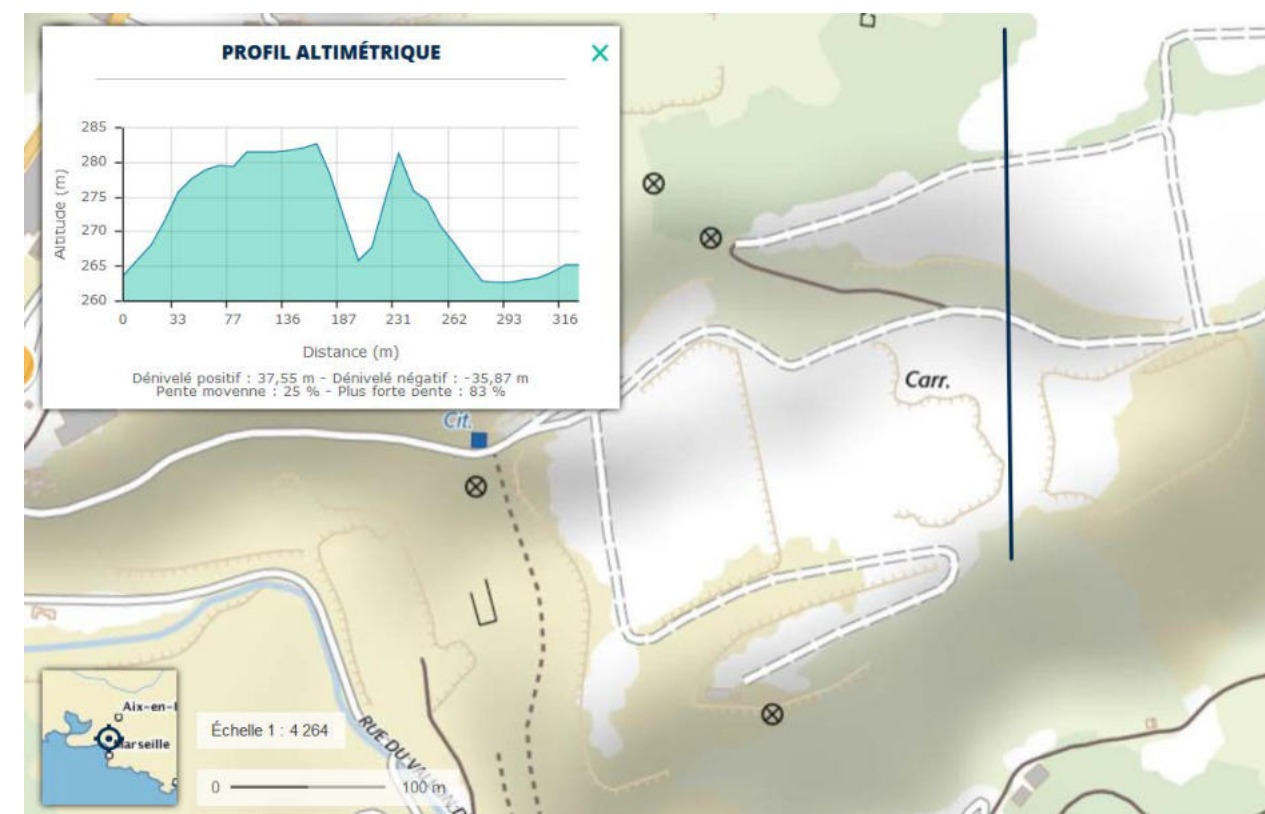 PROFIL ALTIMÉTRIQUE
×
285
280
275
270
265
260
Altitude (m)
0 33 77 136 187 231 262 293 316
Distance (m)
Dénivelé positif : 37,55 m - Dénivelé négatif : -35,87 m
Pente moyenne : 25 % - Plus forte pente : 83 %
Carr.
Cit.
Aix-en-
Marseille
Échelle 1 : 4 264
0 100 m
RUE DU VALLON D